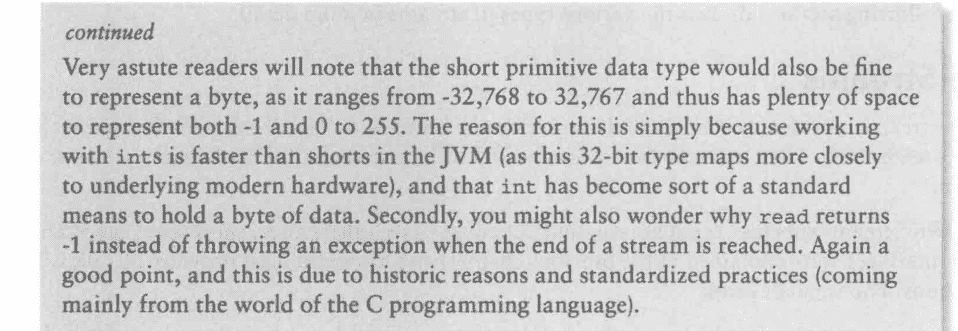 continued
Very astute readers will note that the short primitive data type would also be fine
to represent a byte, as it ranges from -32,768 to 32,767 and thus has plenty of space
to represent both -1 and 0 to 255. The reason for this is simply because working
with ints is faster than shorts in the JVM (as this 32-bit type maps more closely
to underlying modern hardware), and that int has become sort of a standard
means to hold a byte of data. Secondly, you might also wonder why read returns
-1 instead of throwing an exception when the end of a stream is reached. Again a
good point, and this is due to historic reasons and standardized practices (coming
mainly from the world of the C programming language).